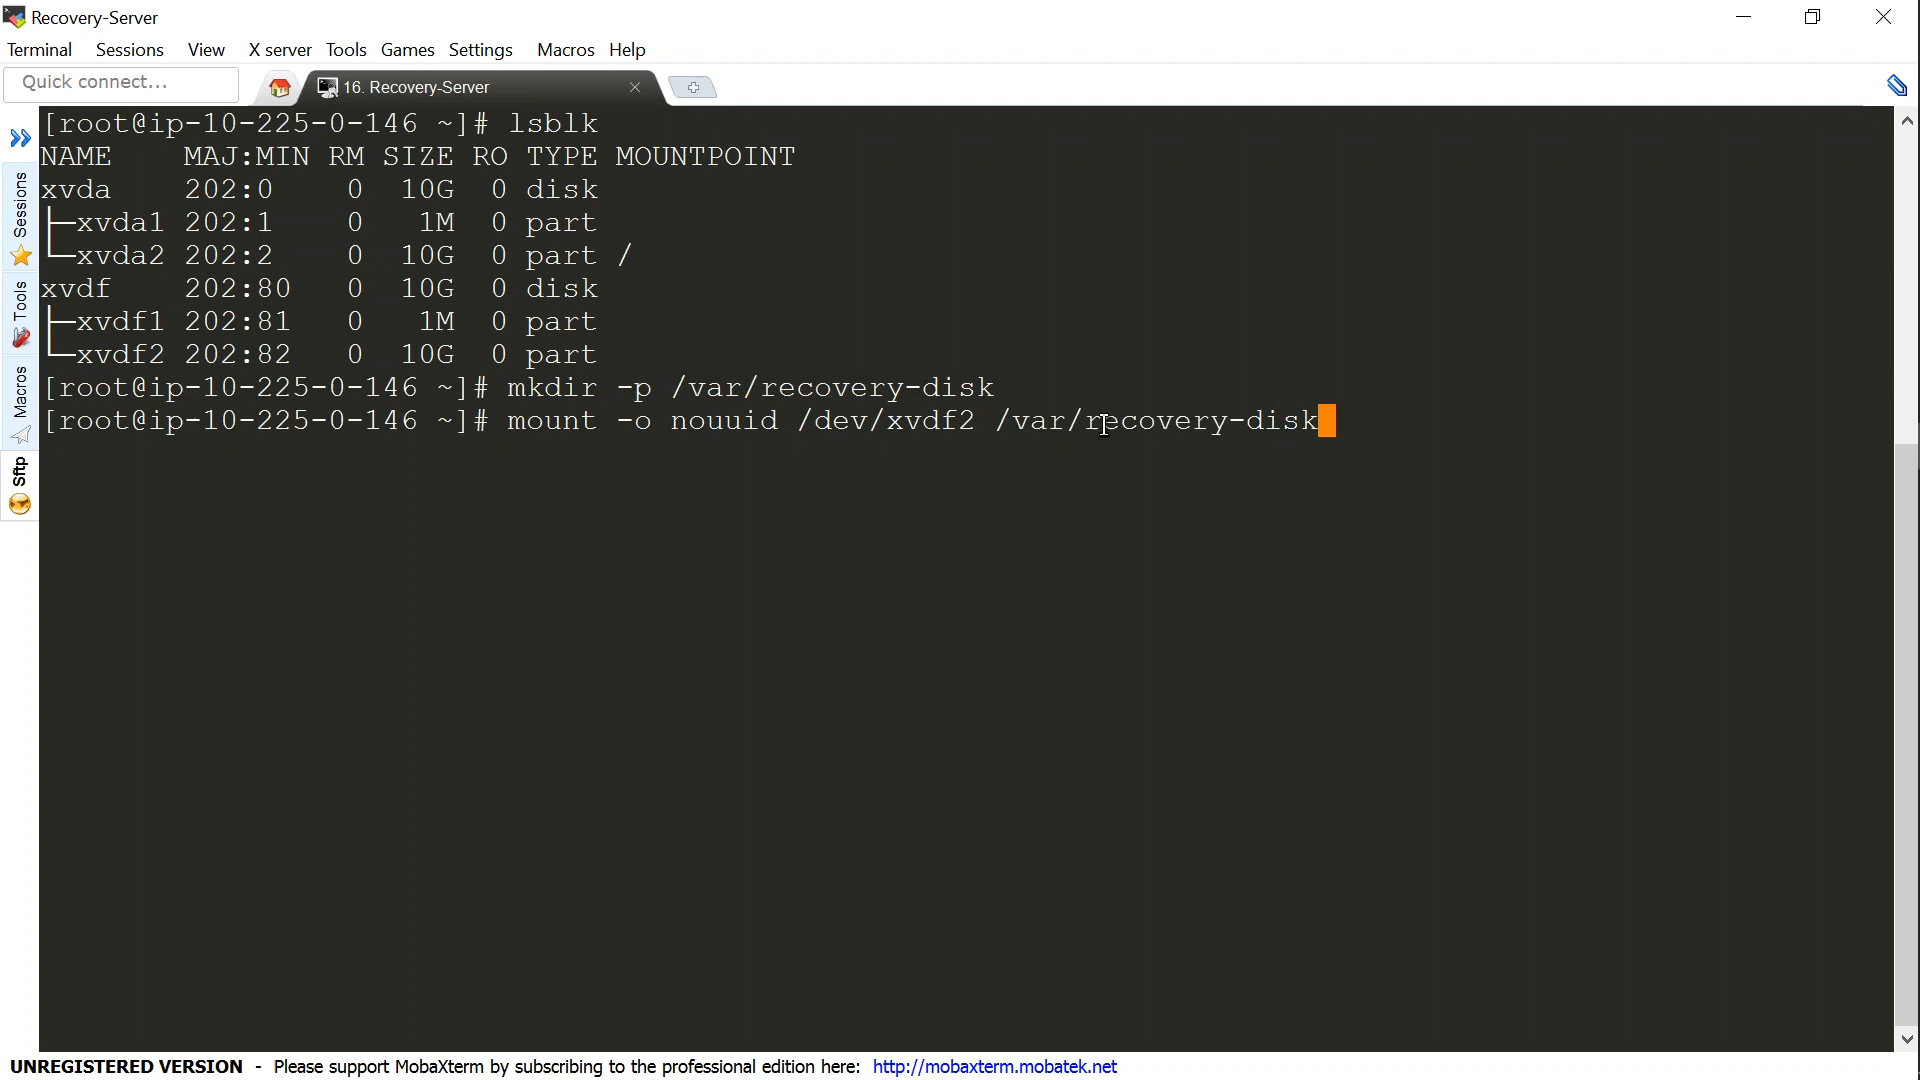 Recovery-Server
Terminal Sessions View X server Tools Games Settings Macros Help
Quick connect... 16. Recovery-Server
[root@ip-10-225-0-146 ~]# lsblk
NAME MAJ:MIN RM SIZE RO TYPE MOUNTPOINT
xvda 202:0 0 10G 0 disk
├─xvda1 202:1 0 1M 0 part
└─xvda2 202:2 0 10G 0 part /
xvdf 202:80 0 10G 0 disk
├─xvdf1 202:81 0 1M 0 part
└─xvdf2 202:82 0 10G 0 part
[root@ip-10-225-0-146 ~]# mkdir -p /var/recovery-disk
[root@ip-10-225-0-146 ~]# mount -o nouuid /dev/xvdf2 /var/recovery-disk
Sessions
Tools
Macros
Sftp
UNREGISTERED VERSION - Please support MobaXterm by subscribing to the professional edition here: http://mobaxterm.mobatek.net